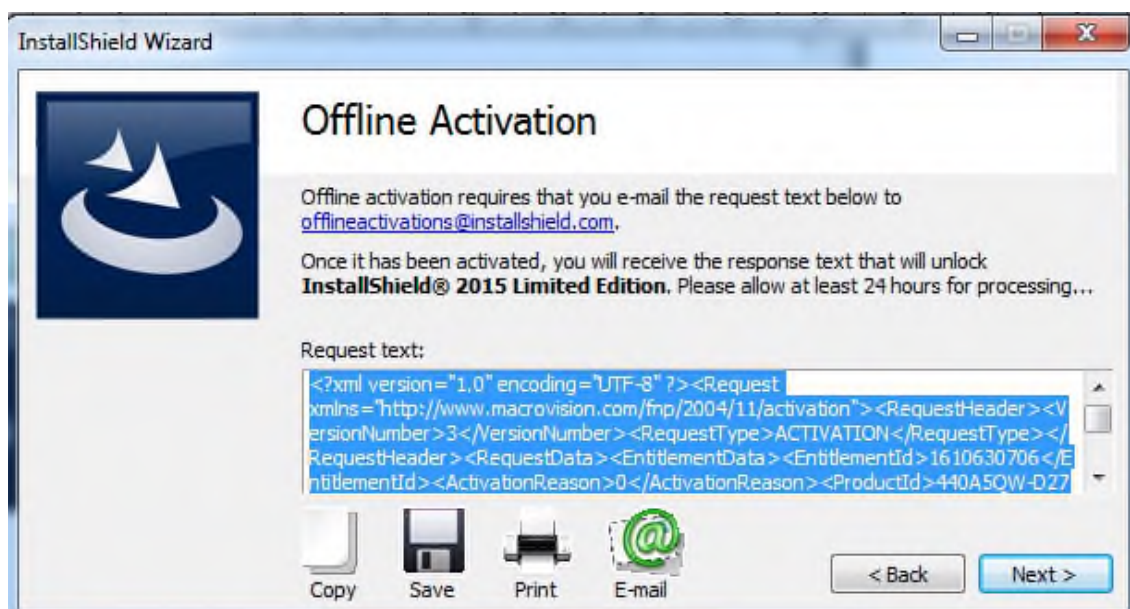 InstallShield Wizard
Offline Activation
Offline activation requires that you e-mail the request text below to
offlineactivations@installshield.com.
Once it has been activated, you will receive the response text that will unlock
InstallShield® 2015 Limited Edition. Please allow at least 24 hours for processing...
Request text:
<?xml version="1.0" encoding="UTF-8" ?><Request
xmlns="http://www.macrovision.com/fnp/2004/11/activation"><RequestHeader><V
ersionNumber>3</VersionNumber><RequestType>ACTIVATION</RequestType></
RequestHeader><RequestData><EntitlementData><EntitlementId>1610630706</E
ntitlementId><ActivationReason>0</ActivationReason><ProductId>440A5QW-D27
Copy Save Print E-mail
< Back Next >